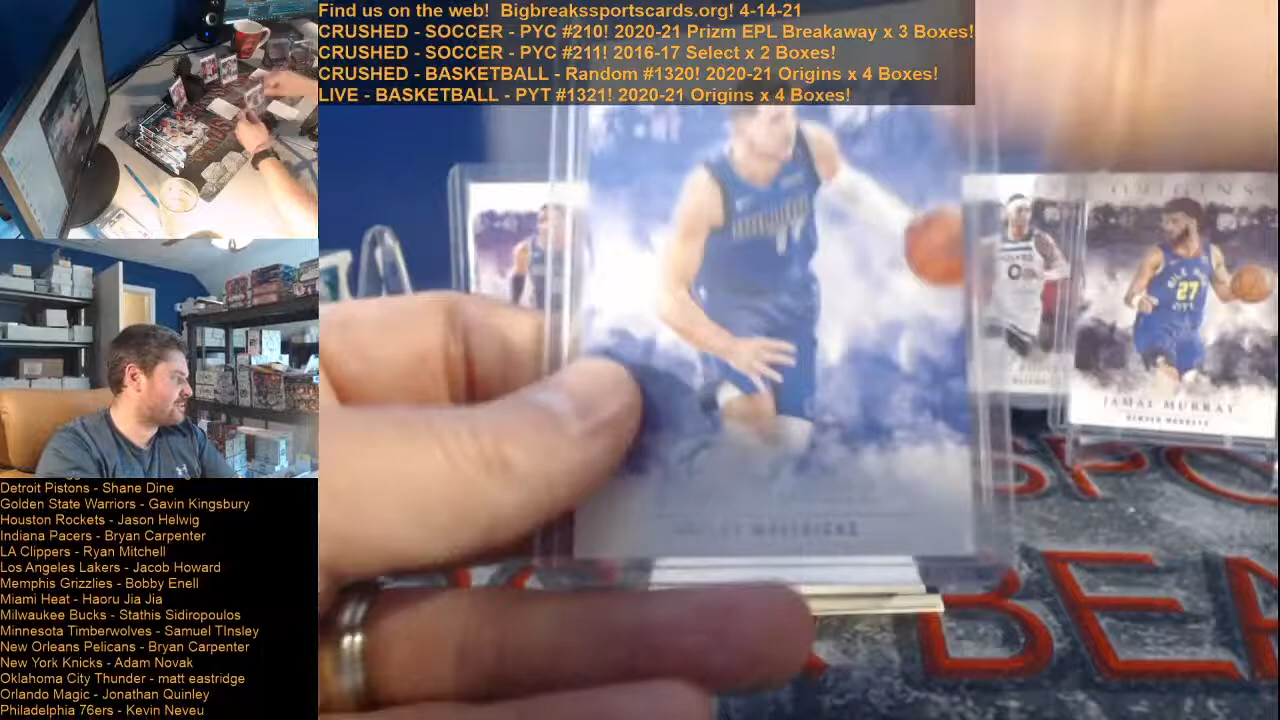 Find us on the web! Bigbreakssportscards.org! 4-14-21
CRUSHED - SOCCER - PYC #210! 2020-21 Prizm EPL Breakaway x 3 Boxes!
CRUSHED - SOCCER - PYC #211! 2016-17 Select x 2 Boxes!
CRUSHED - BASKETBALL - Random #1320! 2020-21 Origins x 4 Boxes!
LIVE - BASKETBALL - PYT #1321! 2020-21 Origins x 4 Boxes!
ORIGINS
27
0
JAMAL MURRAY
DENVER NUGGETS
MAVERICKS
BREA
Detroit Pistons - Shane Dine
Golden State Warriors - Gavin Kingsbury
Houston Rockets - Jason Helwig
Indiana Pacers - Bryan Carpenter
LA Clippers - Ryan Mitchell
Los Angeles Lakers - Jacob Howard
Memphis Grizzlies - Bobby Enell
Miami Heat - Haoru Jia Jia
Milwaukee Bucks - Stathis Sidiropoulos
Minnesota Timberwolves - Samuel TInsley
New Orleans Pelicans - Bryan Carpenter
New York Knicks - Adam Novak
Oklahoma City Thunder - matt eastridge
Orlando Magic - Jonathan Quinley
Philadelphia 76ers - Kevin Neveu